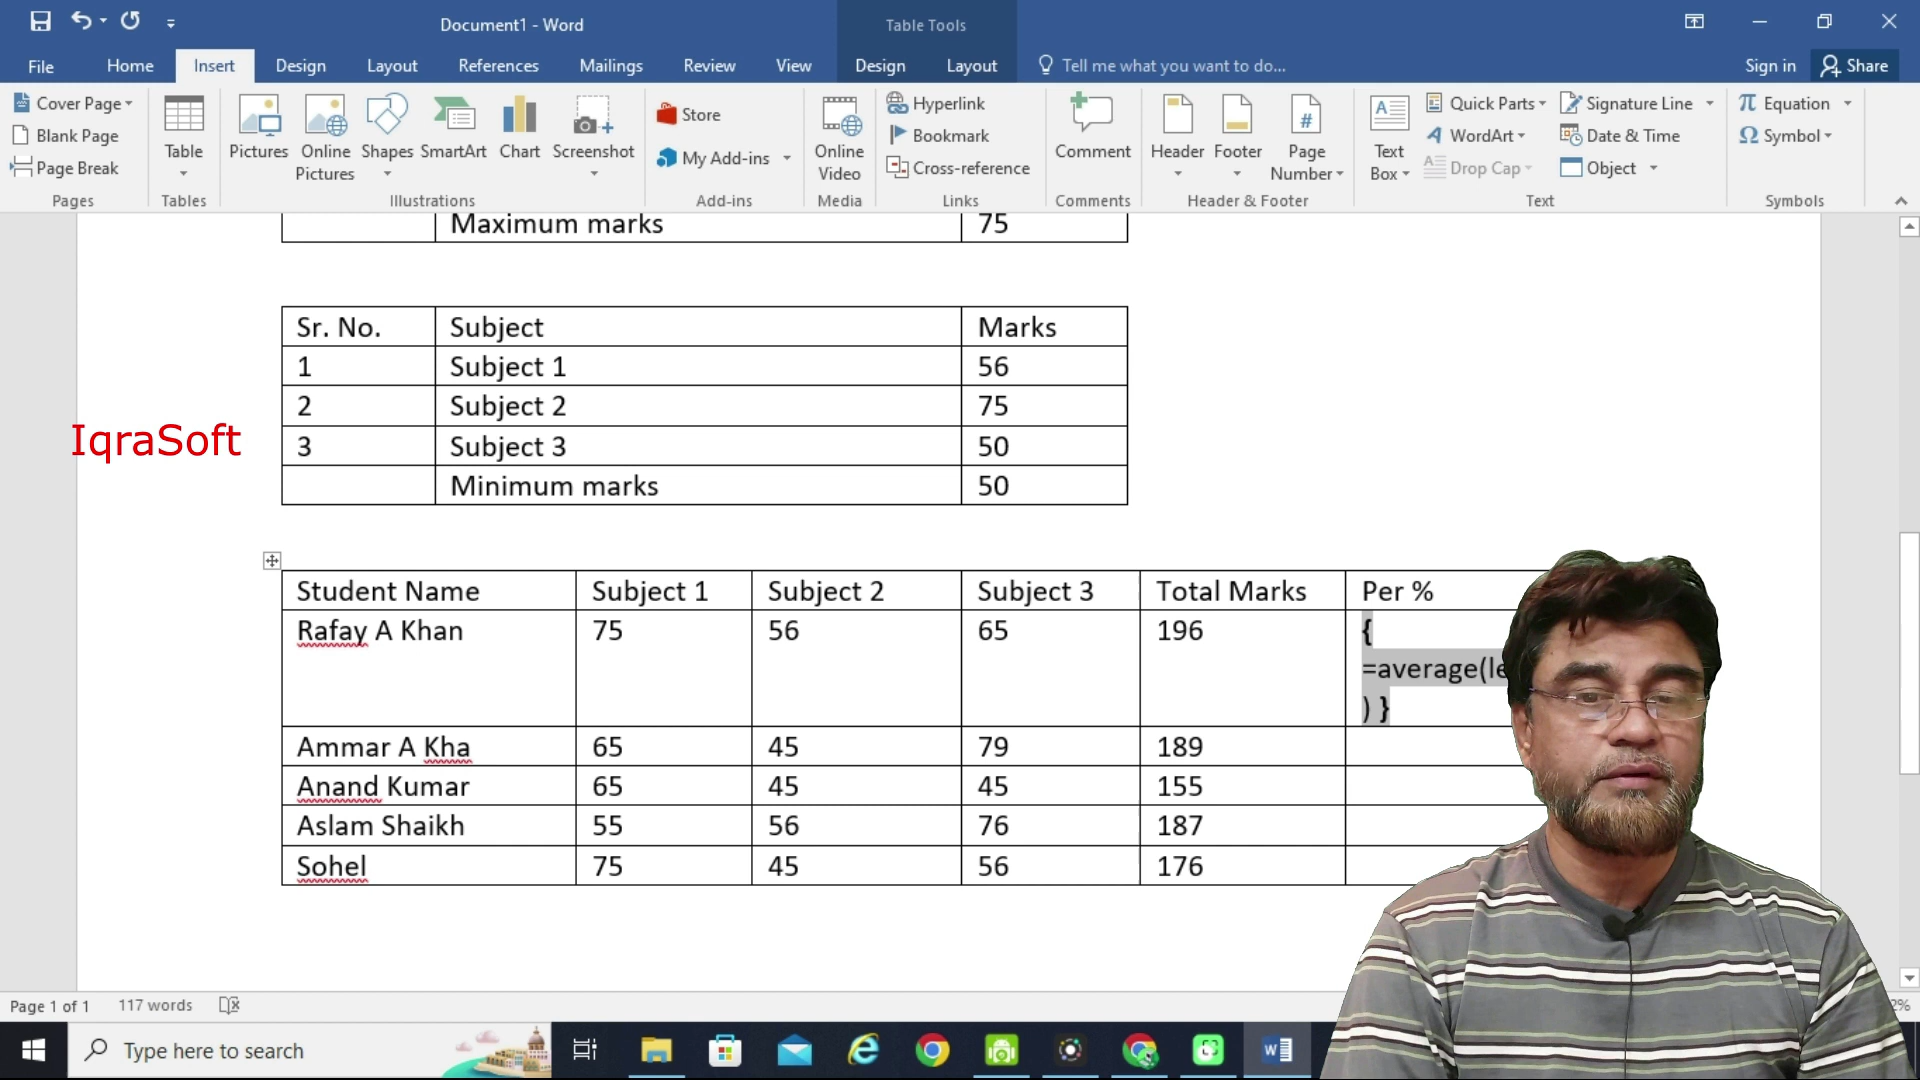 Document1 - Word
Table Tools
File Home Insert Design Layout References Mailings Review View Design Layout Tell me what you want to do... Sign in Share
Cover Page
Blank Page
Page Break
Pages
Table
Tables
Pictures
Online Pictures
Shapes
SmartArt
Chart
Screenshot
Illustrations
Store
My Add-ins
Add-ins
Online Video
Media
Hyperlink
Bookmark
Cross-reference
Links
Comment
Comments
Header
Footer
Page Number
Header & Footer
Text Box
Quick Parts
WordArt
Drop Cap
Signature Line
Date & Time
Object
Text
Equation
Symbol
Symbols
Maximum marks 75
Sr. No. Subject Marks
1 Subject 1 56
2 Subject 2 75
3 Subject 3 50
Minimum marks 50
IqraSoft
Student Name Subject 1 Subject 2 Subject 3 Total Marks Per %
Rafay A Khan 75 56 65 196 {
=average(le
) }
Ammar A Kha 65 45 79 189
Anand Kumar 65 45 45 155
Aslam Shaikh 55 56 76 187
Sohel 75 45 56 176
Page 1 of 1 117 words
Type here to search